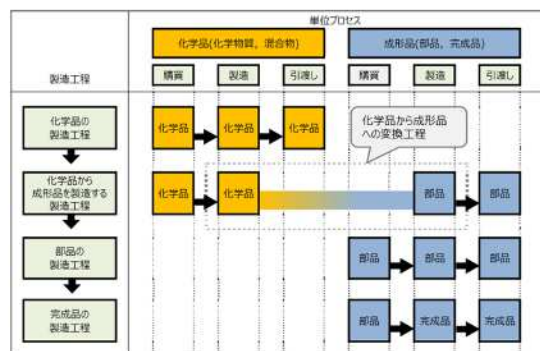 単位プロセス
化学品(化学物質、混合物)
成形品(部品、完成品)
製造工程
購買
製造
引渡し
購買
製造
引渡し
化学品の
製造工程
化学品
化学品
化学品
化学品から成形品
への変換工程
化学品から
成形品を製造する
製造工程
化学品
化学品
部品
部品
部品の
製造工程
部品
部品
部品
完成品の
製造工程
部品
完成品
完成品